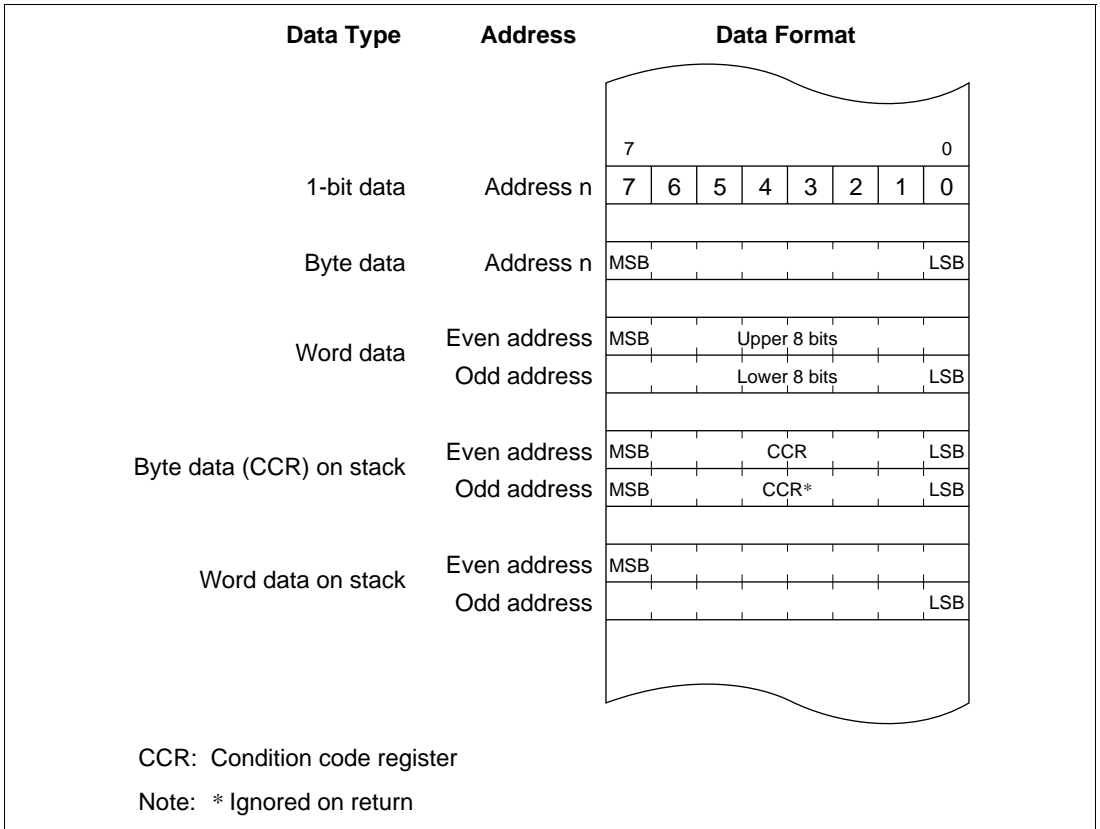 Data Type Address Data Format
7 0
1-bit data Address n 7 6 5 4 3 2 1 0
Byte data Address n MSB LSB
Word data
Even address MSB Upper 8 bits
Odd address Lower 8 bits LSB
Byte data (CCR) on stack
Even address MSB CCR LSB
Odd address MSB CCR* LSB
Word data on stack
Even address MSB
Odd address LSB
CCR: Condition code register
Note: * Ignored on return